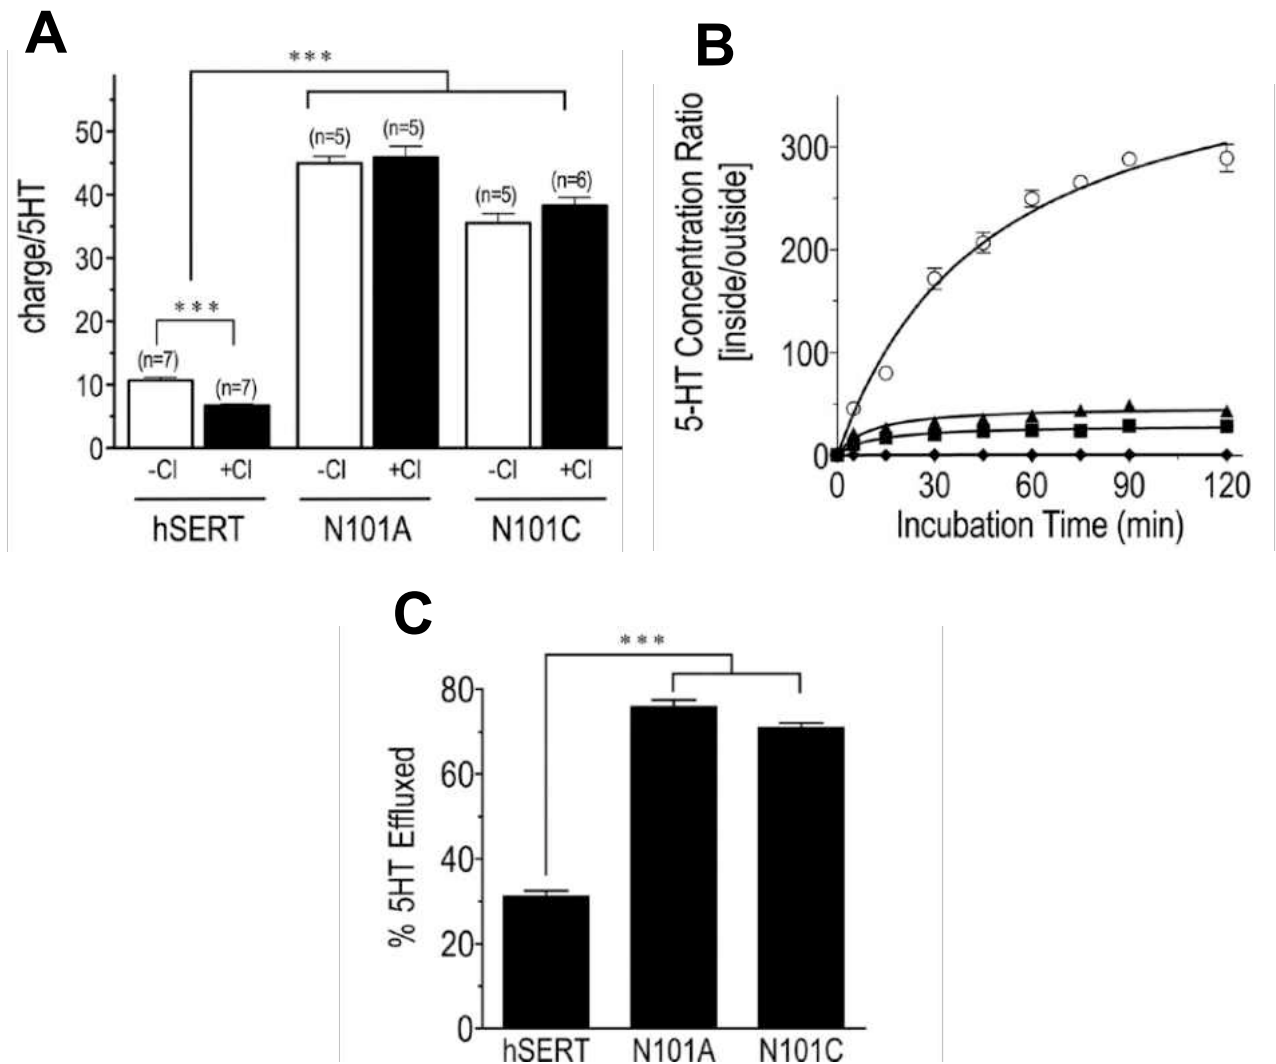 A
***
(n=5)
(n=5)
(n=5)
(n=6)
***
(n=7)
(n=7)
charge/5HT
50
40
30
20
10
0
-Cl
+Cl
-Cl
+Cl
-Cl
+Cl
hSERT
N101A
N101C
B
5-HT Concentration Ratio
[inside/outside]
300
200
100
0
0
30
60
90
120
Incubation Time (min)
C
***
% 5HT Effluxed
80
60
40
20
0
hSERT
N101A
N101C